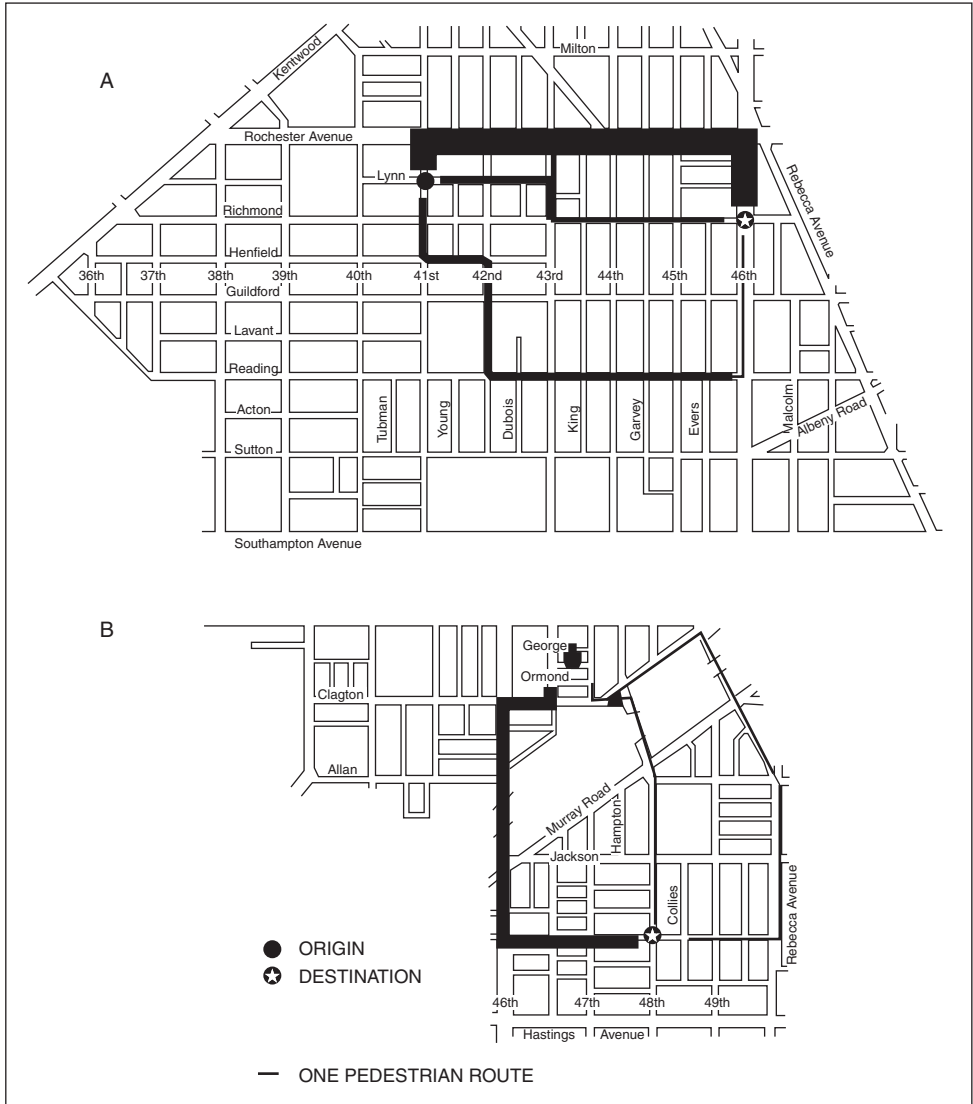 A
Kentwood
Milton
Rochester Avenue
Lynn
Rebecca Avenue
Richmond
Henfield
36th 37th 38th 39th 40th 41st 42nd 43rd 44th 45th 46th
Guildford
Lavant
Reading
Acton
Tubman
Young
Dubois
King
Garvey
Evers
Malcolm
Albeny Road
Sutton
Southampton Avenue
B
George
Ormond
Clagton
Allan
Murray Road
Hampton
Jackson
Collies
Rebecca Avenue
ORIGIN
DESTINATION
46th 47th 48th 49th
Hastings Avenue
ONE PEDESTRIAN ROUTE